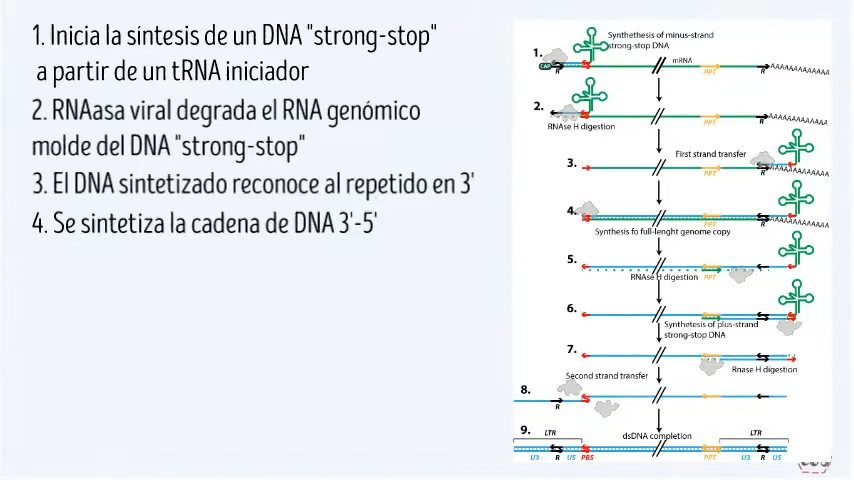 1. Inicia la síntesis de un DNA "strong-stop"
a partir de un tRNA iniciador
2. RNAasa viral degrada el RNA genómico
molde del DNA "strong-stop"
3. El DNA sintetizado reconoce al repetido en 3'
4. Se sintetiza la cadena de DNA 3'-5'
Synthethesis of minus-strand
strong-stop DNA
1.
CAP
R
mRNA
PPT
R
AAAAAAAAAAAAA
2.
RNAse H digestion
PPT
R
AAAAAAAAAAAAA
First strand transfer
3.
PPT
R
AAAAAAAAAAAAA
4.
R
AAAAAAAAAAAAA
Synthesis fo full-lenght genome copy
5.
RNAse H digestion
PPT
6.
Synthetesis of plus-strand
strong-stop DNA
7.
Rnase H digestion
Second strand transfer
8.
R
9.
LTR
dsDNA completion
LTR
U3
R
U5
PBS
PPT
U3
R
U5